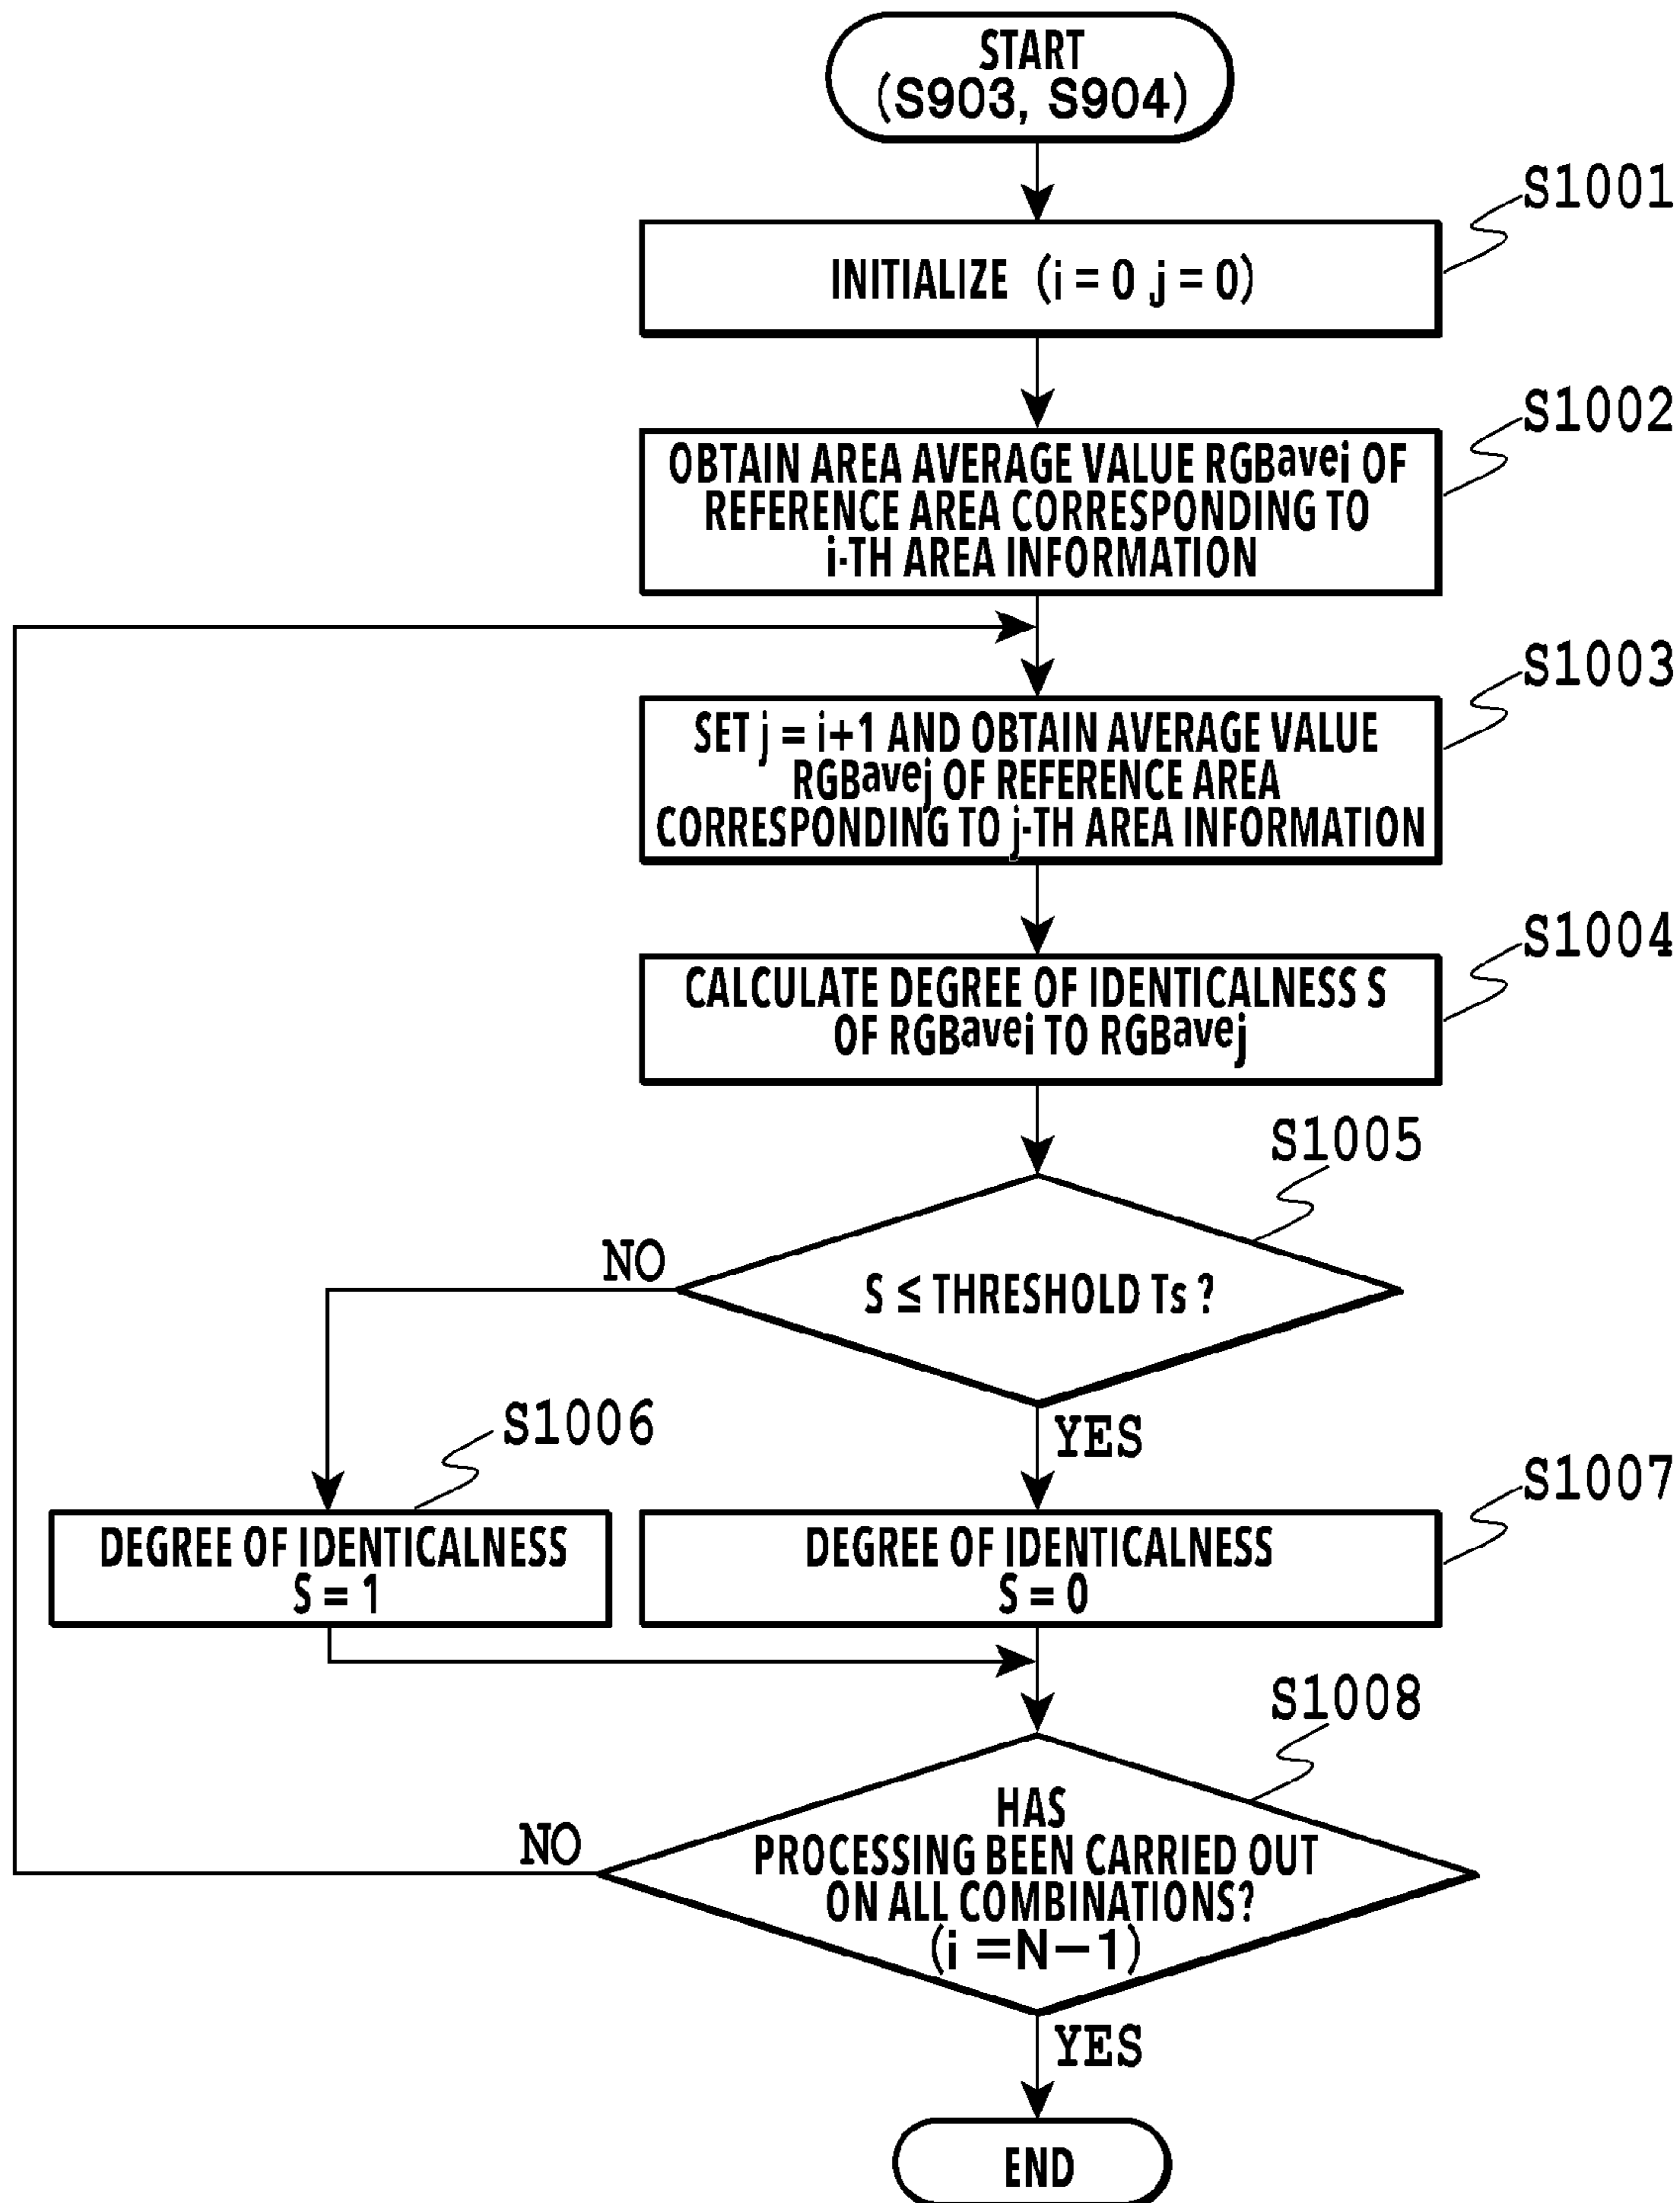 START
(S903, S904)
S1001
INITIALIZE (i = 0 ,j = 0)
S1002
OBTAIN AREA AVERAGE VALUE RGBavei OF
REFERENCE AREA CORRESPONDING TO
i-TH AREA INFORMATION
S1003
SET j = i+1 AND OBTAIN AVERAGE VALUE
RGBavej OF REFERENCE AREA
CORRESPONDING TO j-TH AREA INFORMATION
S1004
CALCULATE DEGREE OF IDENTICALNESS S
OF RGBavei TO RGBavej
S1005
NO
S ≤ THRESHOLD Ts ?
YES
S1006
DEGREE OF IDENTICALNESS
S = 1
S1007
DEGREE OF IDENTICALNESS
S = 0
S1008
NO
HAS
PROCESSING BEEN CARRIED OUT
ON ALL COMBINATIONS?
(i =N−1)
YES
END